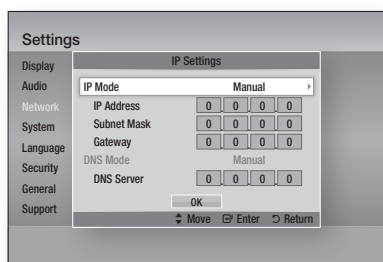 Settings
Display
Audio
Network
System
Language
Security
General
Support
IP Settings
IP Mode Manual
IP Address 0 . 0 . 0 . 0
Subnet Mask 0 . 0 . 0 . 0
Gateway 0 . 0 . 0 . 0
DNS Mode Manual
DNS Server 0 . 0 . 0 . 0
OK
Move Enter Return